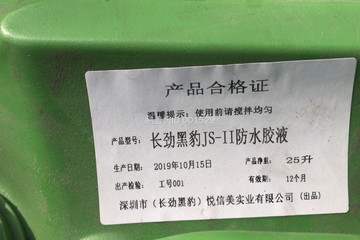 产品合格证
温馨提示：使用前请搅拌均匀
产品型号：长劲黑豹JS-II防水胶液
生产日期：2019年10月15日 产品净重：25升
出产检验：工号001 有效期：12个月
深圳市（长劲黑豹）悦信美实业有限公司（出品）